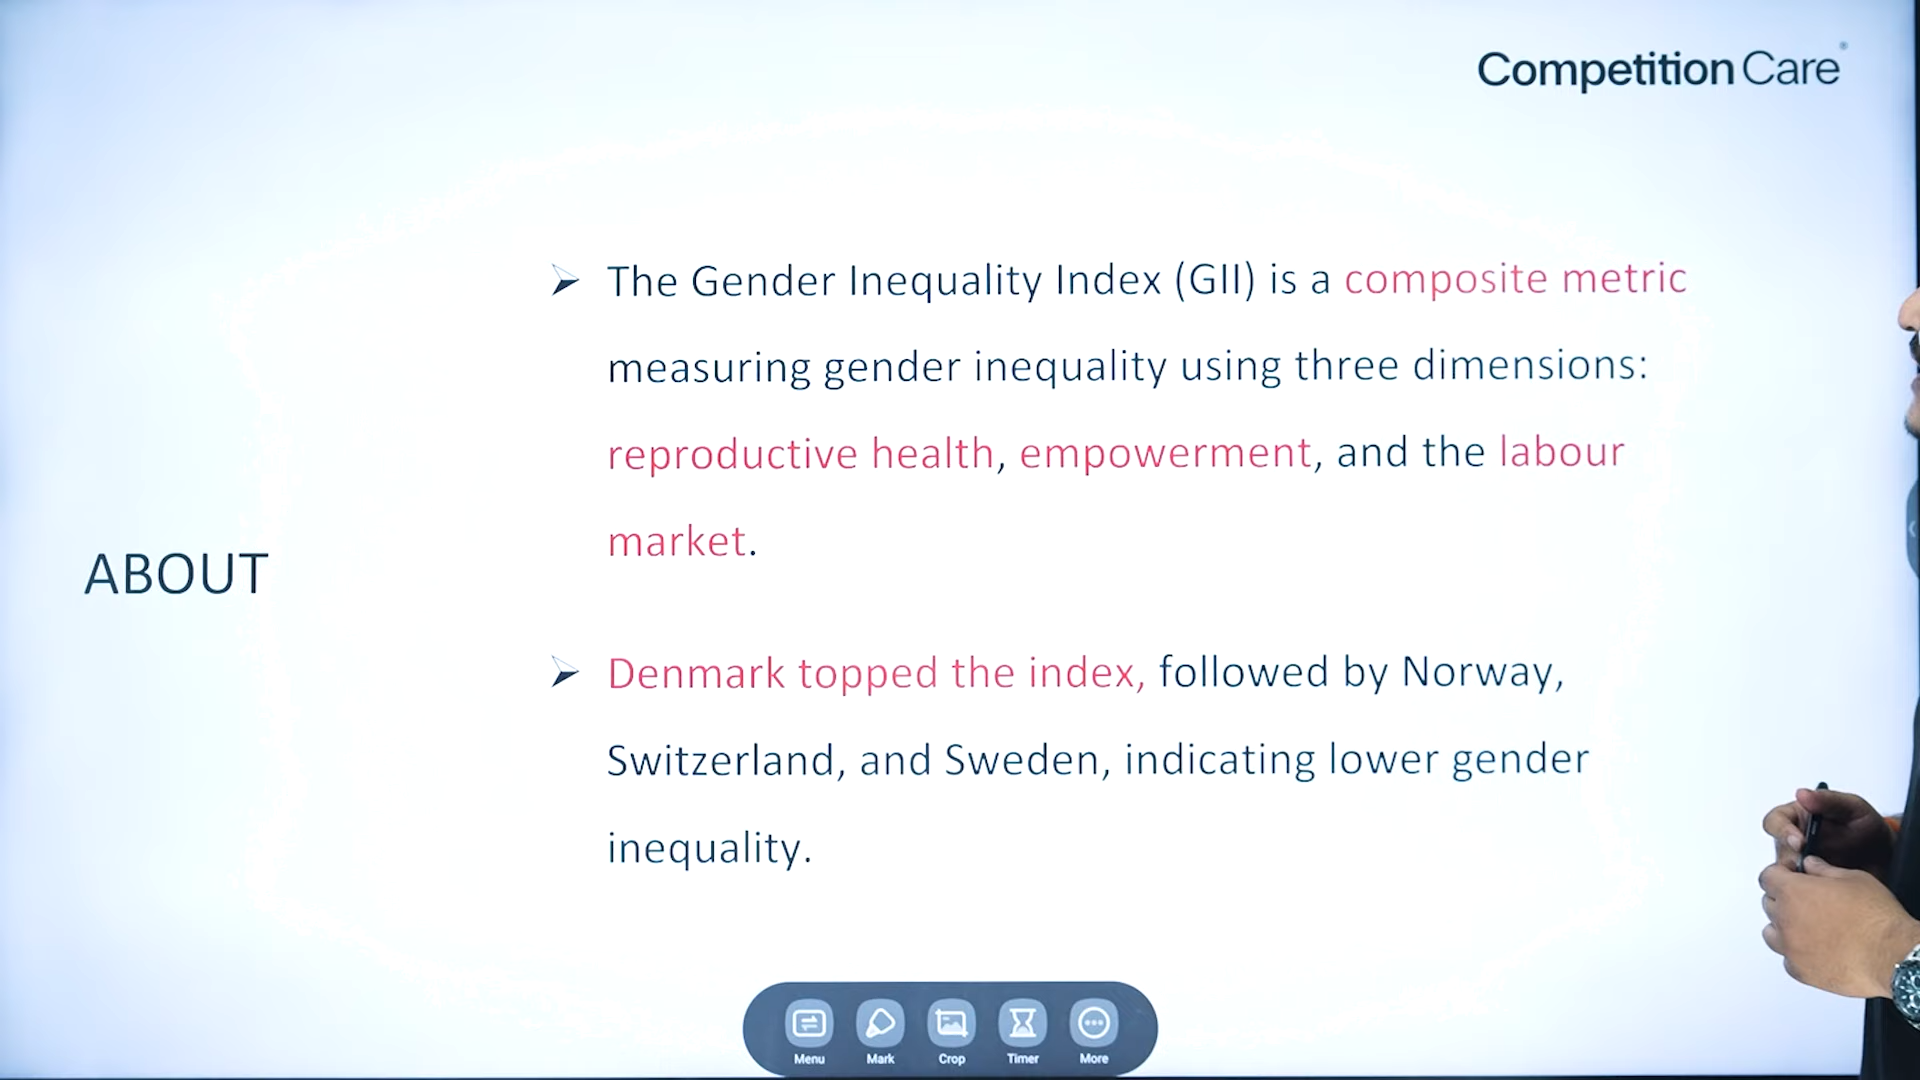 Competition Care
The Gender Inequality Index (GII) is a composite metric
measuring gender inequality using three dimensions:
reproductive health, empowerment, and the labour
market.
ABOUT
Denmark topped the index, followed by Norway,
Switzerland, and Sweden, indicating lower gender
inequality.
Menu Mark Crop Timer More